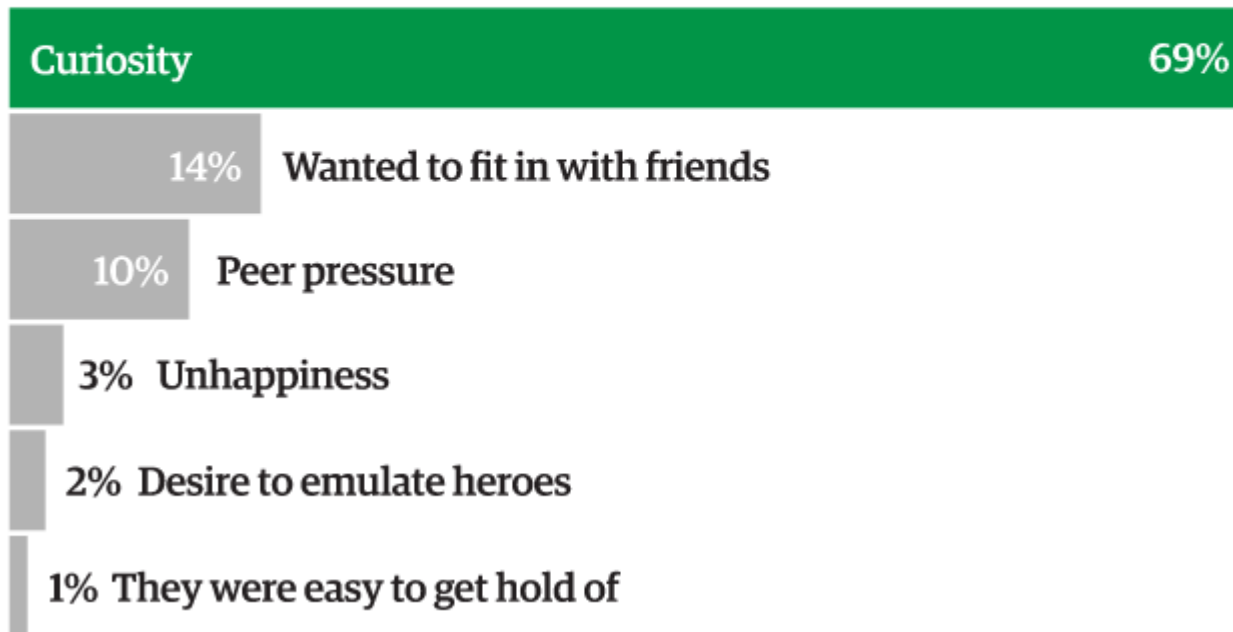 Curiosity 69%
14% Wanted to fit in with friends
10% Peer pressure
3% Unhappiness
2% Desire to emulate heroes
1% They were easy to get hold of